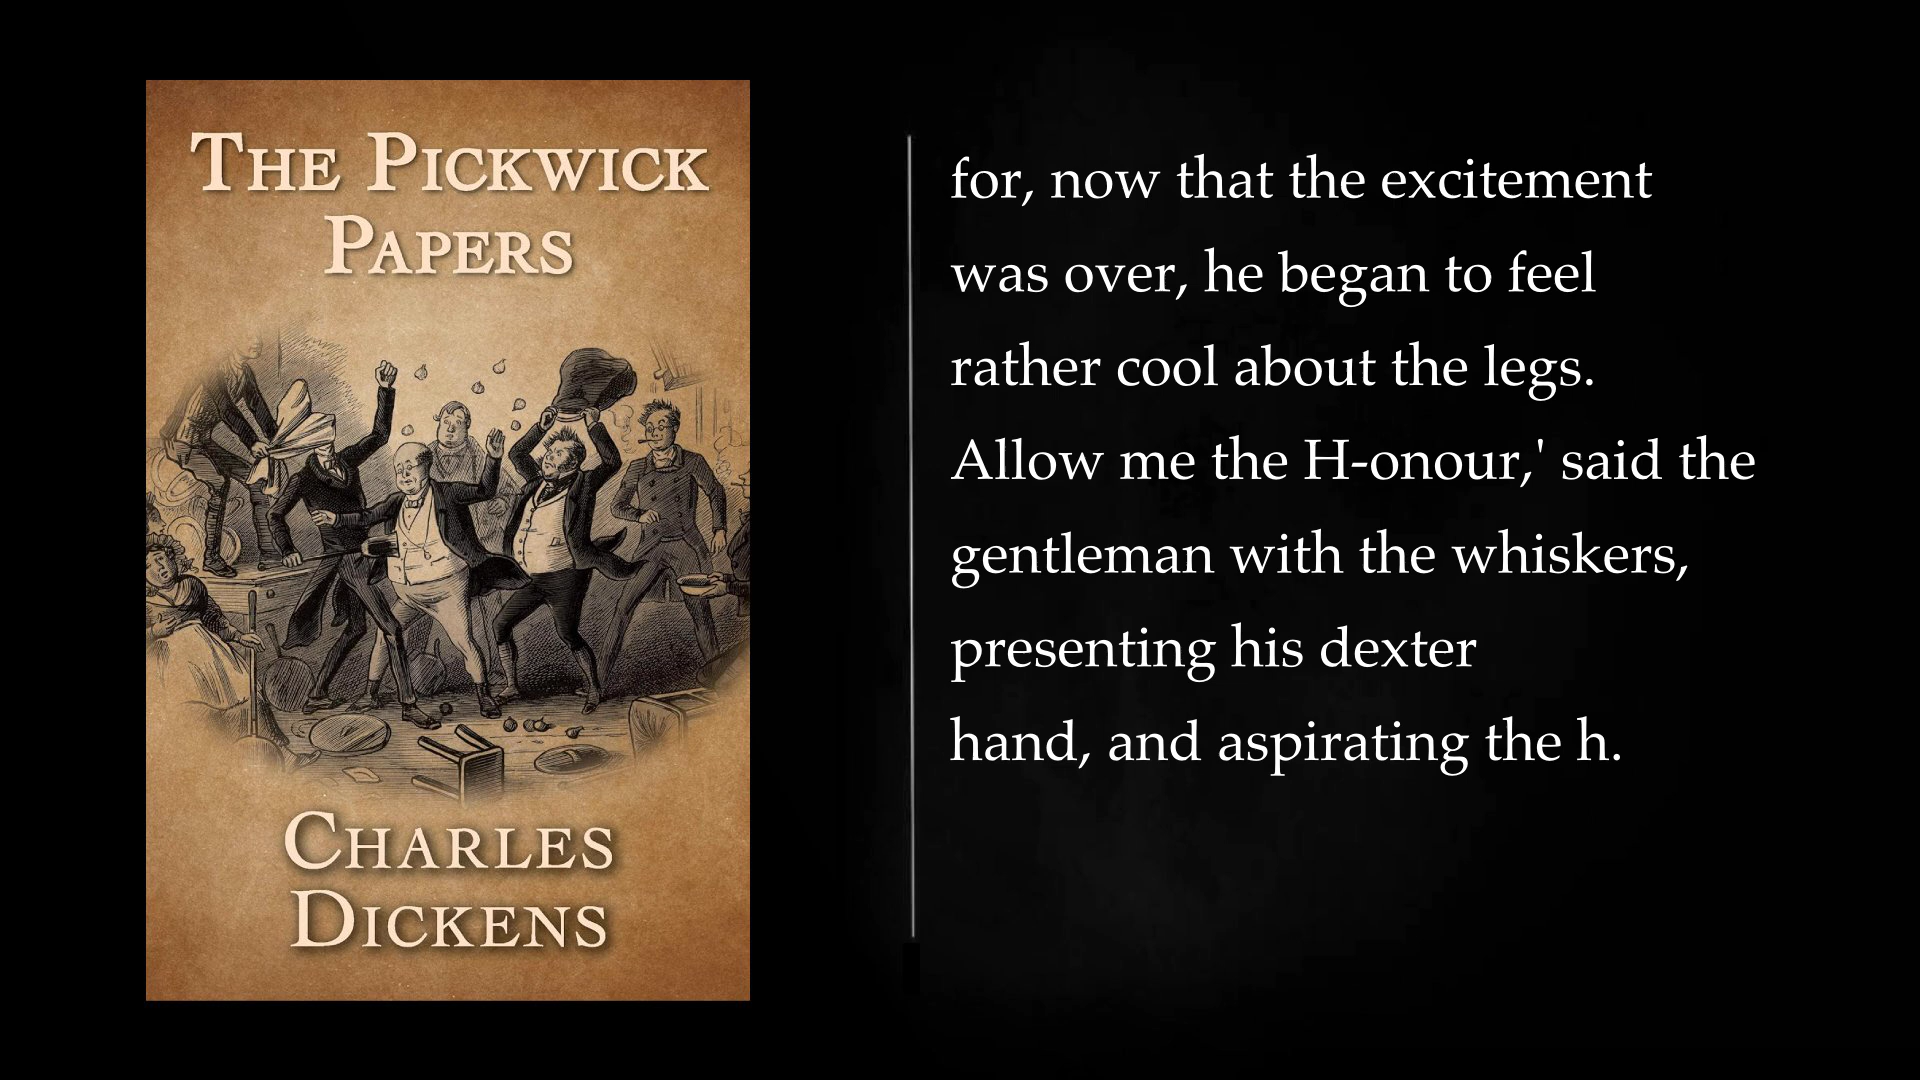 The Pickwick
Papers
Charles
Dickens
for, now that the excitement
was over, he began to feel
rather cool about the legs.
Allow me the H-onour,' said the
gentleman with the whiskers,
presenting his dexter
hand, and aspirating the h.